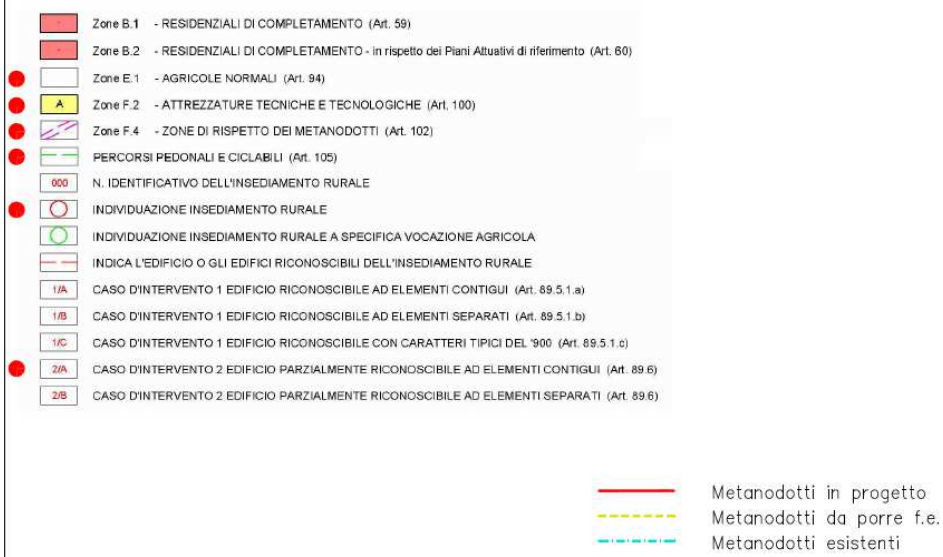 Zone B.1 - RESIDENZIALI DI COMPLETAMENTO (Art. 59)
Zone B.2 - RESIDENZIALI DI COMPLETAMENTO - in rispetto dei Piani Attuativi di riferimento (Art. 60)
Zone E.1 - AGRICOLE NORMALI (Art. 94)
A Zone F.2 - ATTREZZATURE TECNICHE E TECNOLOGICHE (Art. 100)
Zone F.4 - ZONE DI RISPETTO DEI METANODOTTI (Art. 102)
PERCORSI PEDONALI E CICLABILI (Art. 105)
000 N. IDENTIFICATIVO DELL'INSEDIAMENTO RURALE
INDIVIDUAZIONE INSEDIAMENTO RURALE
INDIVIDUAZIONE INSEDIAMENTO RURALE A SPECIFICA VOCAZIONE AGRICOLA
INDICA L'EDIFICIO O GLI EDIFICI RICONOSCIBILI DELL'INSEDIAMENTO RURALE
1/A CASO D'INTERVENTO 1 EDIFICIO RICONOSCIBILE AD ELEMENTI CONTIGUI (Art. 89.5.1.a)
1/B CASO D'INTERVENTO 1 EDIFICIO RICONOSCIBILE AD ELEMENTI SEPARATI (Art. 89.5.1.b)
1/C CASO D'INTERVENTO 1 EDIFICIO RICONOSCIBILE CON CARATTERI TIPICI DEL '900 (Art. 89.5.1.c)
2/A CASO D'INTERVENTO 2 EDIFICIO PARZIALMENTE RICONOSCIBILE AD ELEMENTI CONTIGUI (Art. 89.6)
2/B CASO D'INTERVENTO 2 EDIFICIO PARZIALMENTE RICONOSCIBILE AD ELEMENTI SEPARATI (Art. 89.6)
Metanodotti in progetto
Metanodotti da porre f.e.
Metanodotti esistenti